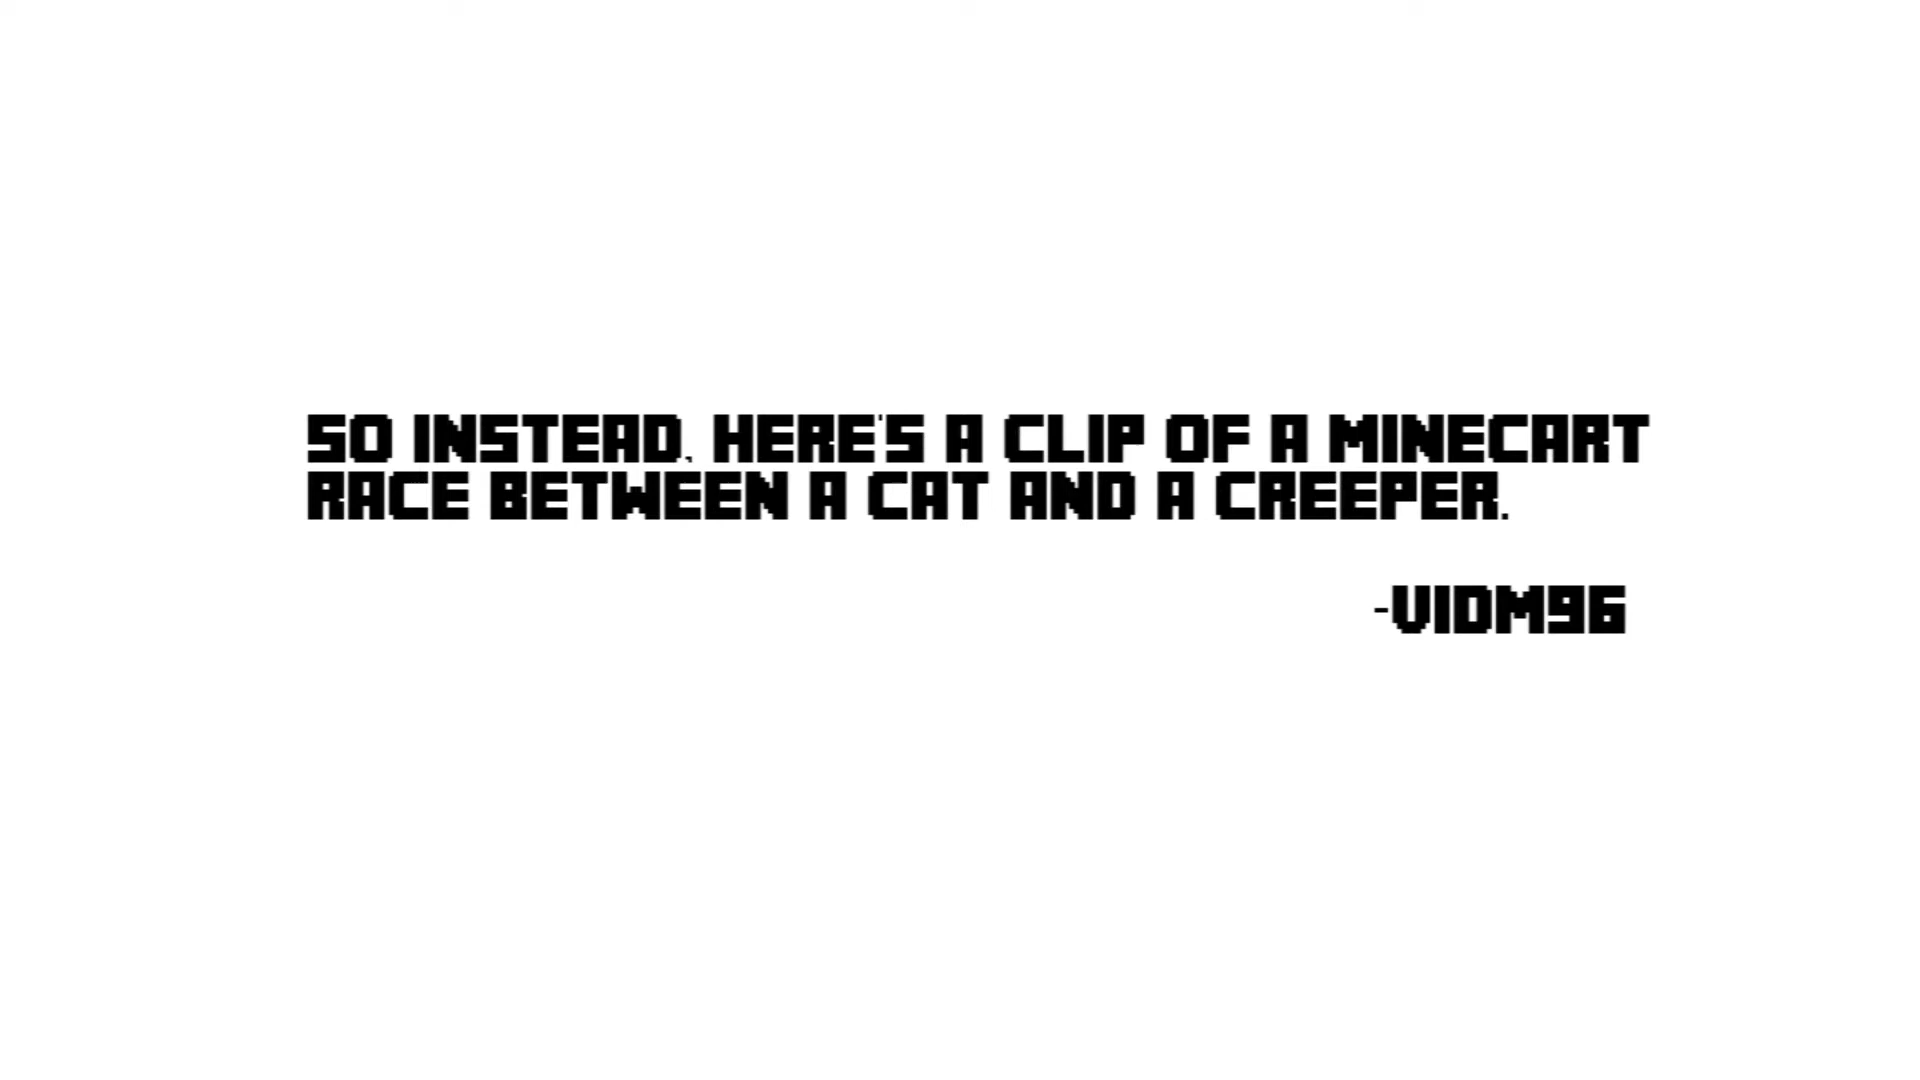 SO INSTEAD, HERE'S A CLIP OF A MINECART
RACE BETWEEN A CAT AND A CREEPER.
-VIDM96